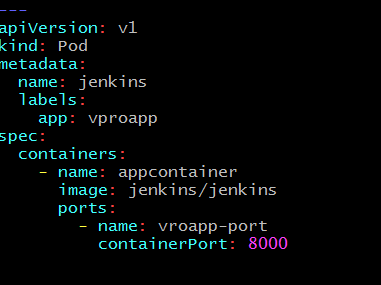 ---
apiVersion: v1
kind: Pod
metadata:
  name: jenkins
  labels:
    app: vproapp
spec:
  containers:
    - name: appcontainer
      image: jenkins/jenkins
      ports:
        - name: vroapp-port
          containerPort: 8000